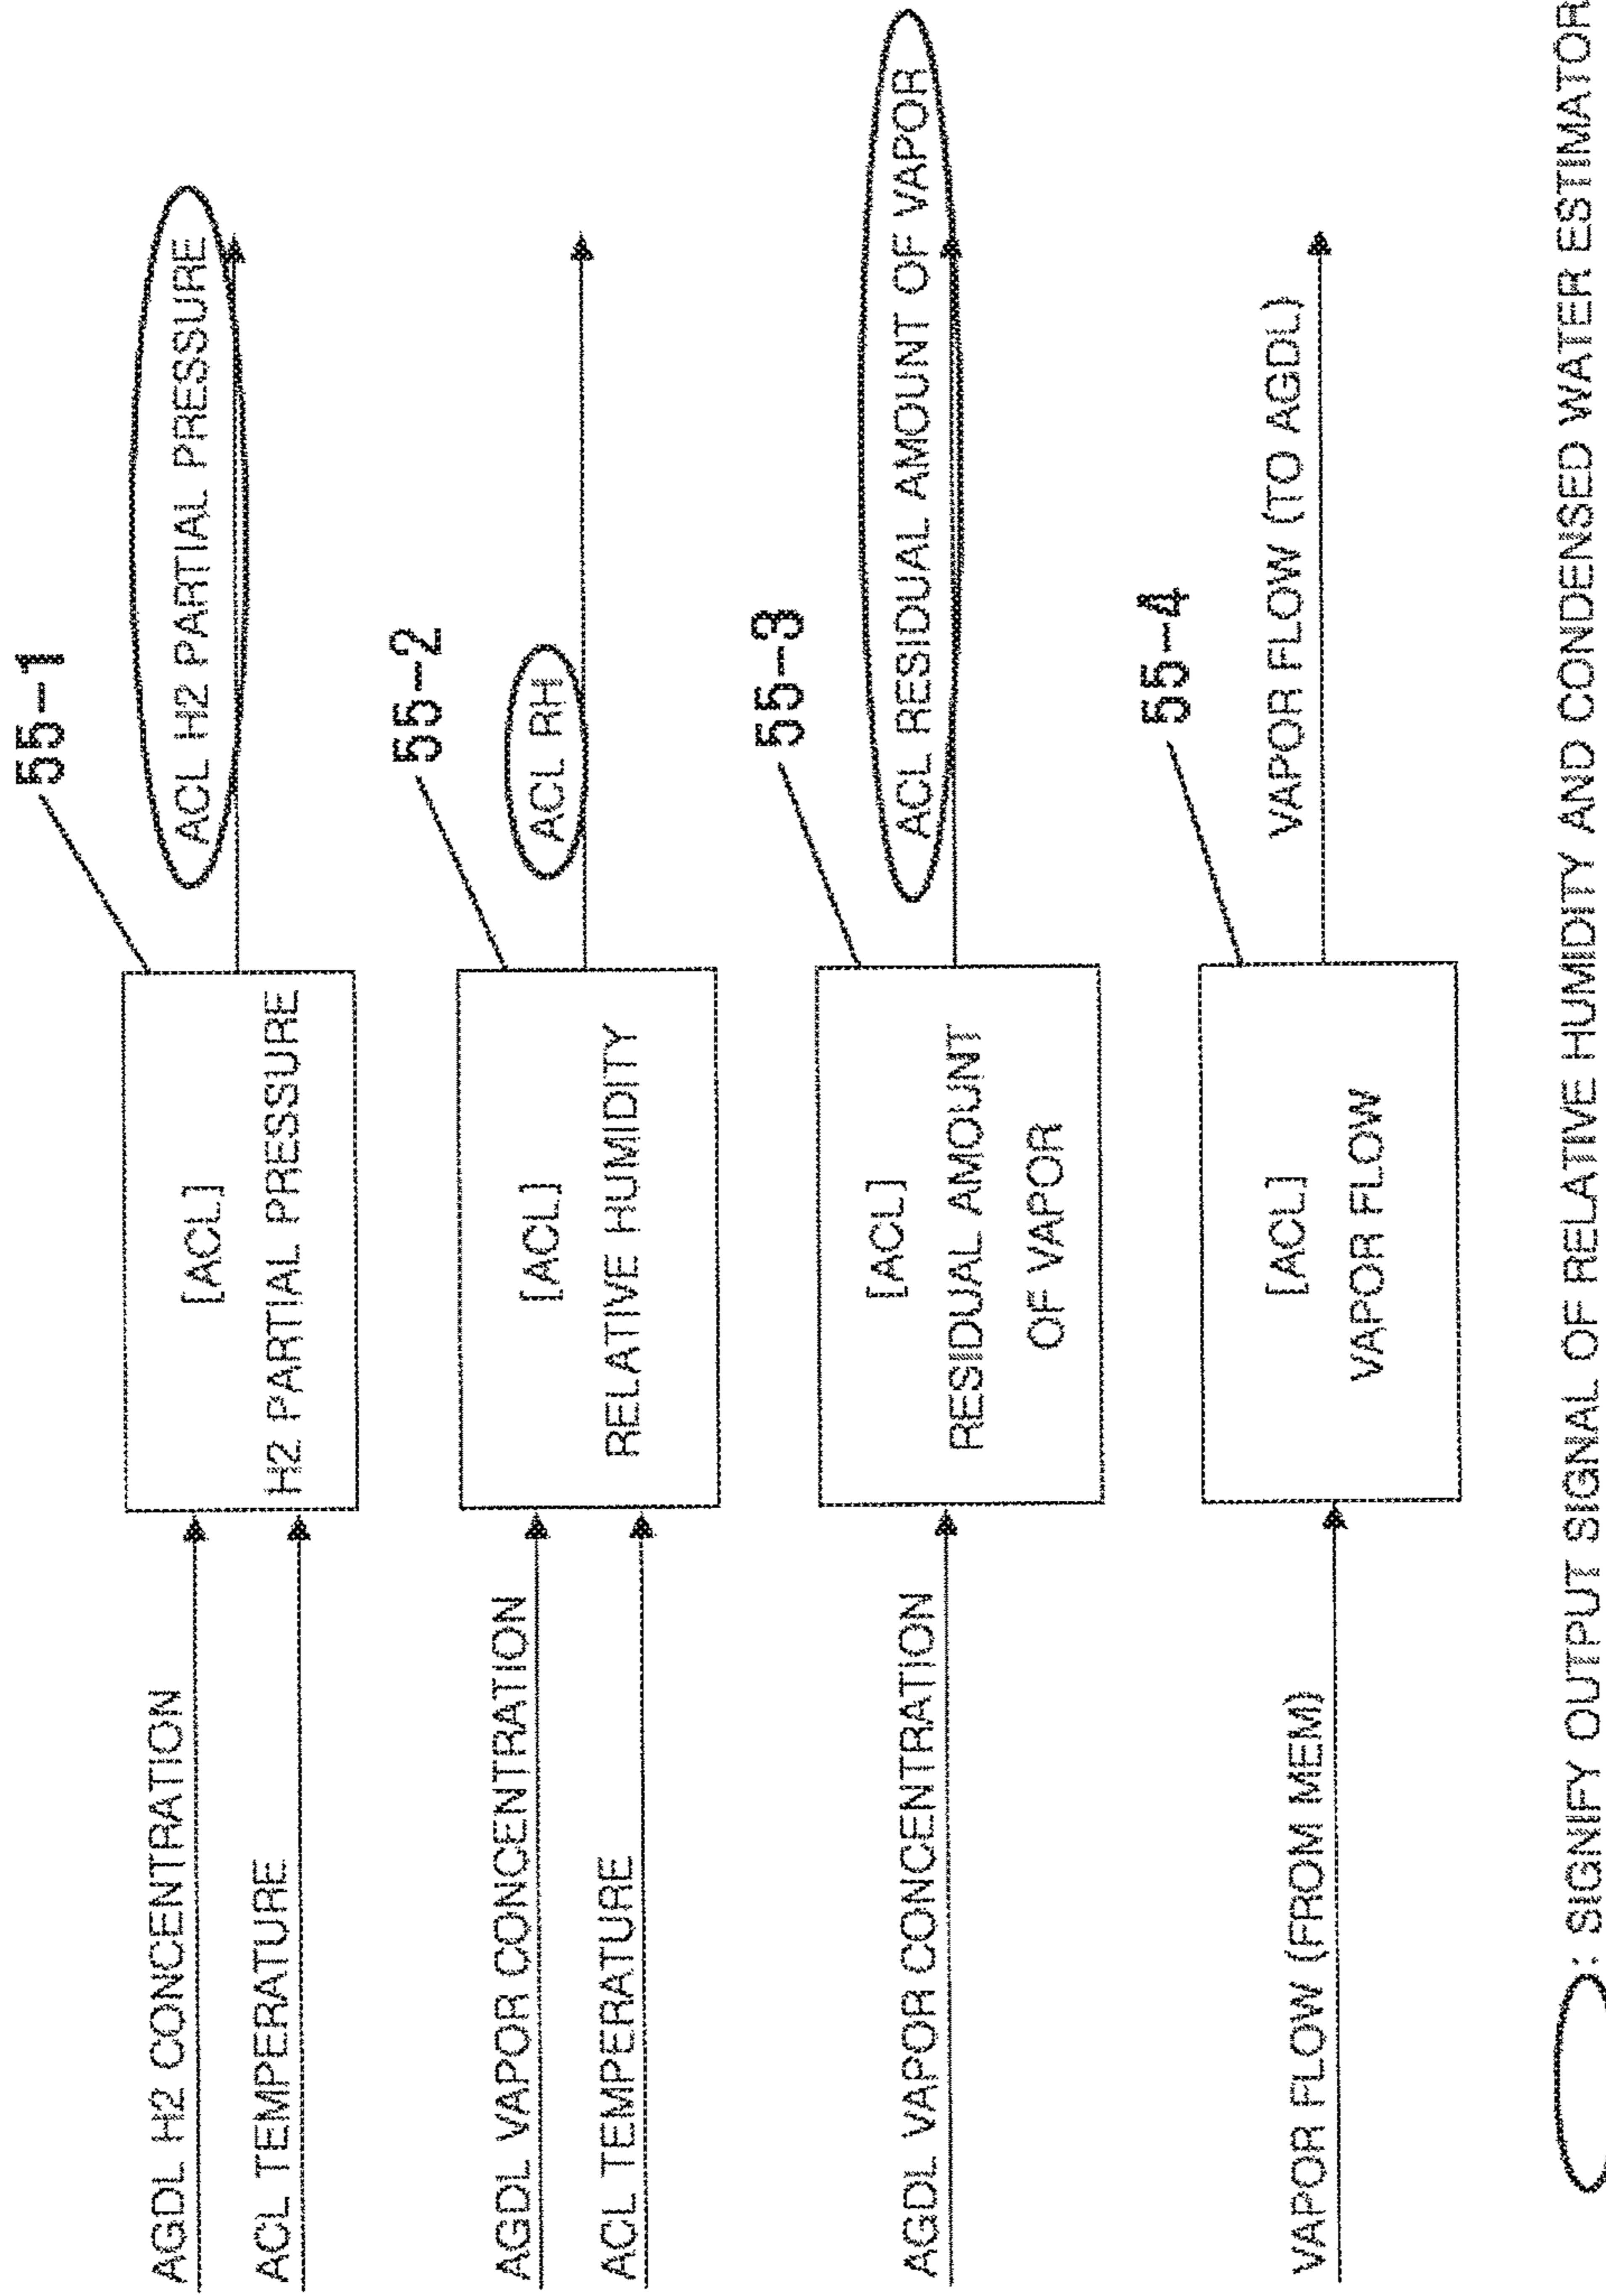 55-1
AGDL H2 CONCENTRATION
ACL TEMPERATURE
[ACL]
H2 PARTIAL PRESSURE
ACL H2 PARTIAL PRESSURE
55-2
AGDL VAPOR CONCENTRATION
ACL TEMPERATURE
[ACL]
RELATIVE HUMIDITY
ACL RH
55-3
AGDL VAPOR CONCENTRATION
[ACL]
RESIDUAL AMOUNT
OF VAPOR
ACL RESIDUAL AMOUNT OF VAPOR
55-4
VAPOR FLOW (FROM MEM)
[ACL]
VAPOR FLOW
VAPOR FLOW (TO AGDL)
: SIGNIFY OUTPUT SIGNAL OF RELATIVE HUMIDITY AND CONDENSED WATER ESTIMATOR